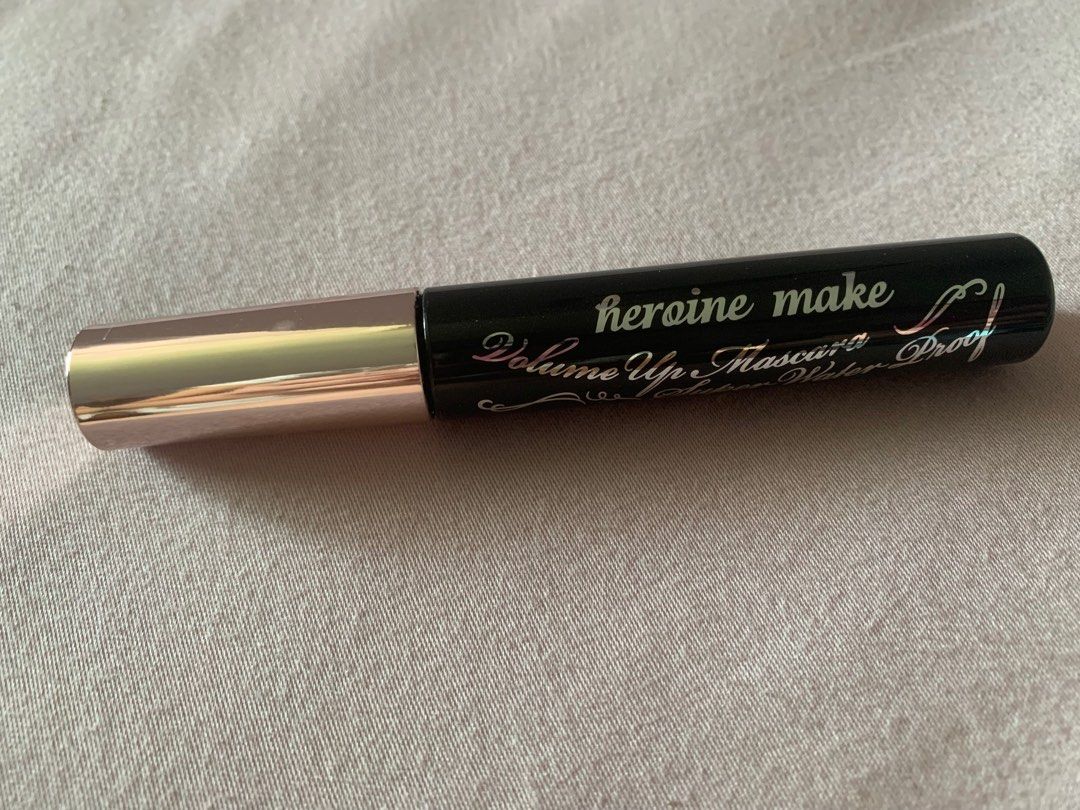 heroine make
Volume Up Mascara
Super Water Proof